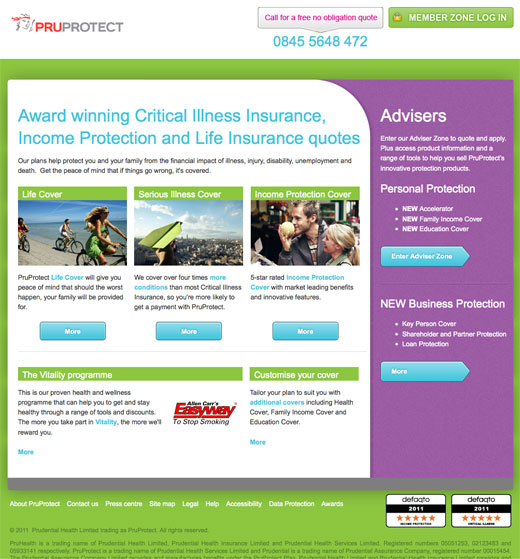 PRUPROTECT
Call for a free no obligation quote
0845 5648 472
MEMBER ZONE LOG IN
Award winning Critical Illness Insurance,
Income Protection and Life Insurance quotes
Our plans help protect you and your family from the financial impact of illness, injury, disability, unemployment and
death. Get the peace of mind that if things go wrong, it's covered.
Life Cover
PruProtect Life Cover will give you
peace of mind that should the worst
happen, your family will be provided
for.
More
Serious Illness Cover
We cover over four times more
conditions than most Critical Illness
Insurance, so you're more likely to
get a payment with PruProtect.
More
Income Protection Cover
5-star rated Income Protection
Cover with market leading benefits
and innovative features.
More
The Vitality programme
This is our proven health and wellness
programme that can help you to get and stay
healthy through a range of tools and discounts.
The more you take part in Vitality, the more we'll
reward you.
More
Allen Carr's
Easyway
To Stop Smoking
Customise your cover
Tailor your plan to suit you with
additional covers including Health
Cover, Family Income Cover and
Education Cover.
More
Advisers
Enter our Adviser Zone to quote and apply.
Plus access product information and a
range of tools to help you sell PruProtect's
innovative protection products.
Personal Protection
NEW Accelerator
NEW Family Income Cover
NEW Education Cover
Enter Adviser Zone
NEW Business Protection
Key Person Cover
Shareholder and Partner Protection
Loan Protection
More
About PruProtect Contact us Press centre Site map Legal Help Accessibility Data Protection Awards
defaqto
2011
INCOME PROTECTION
defaqto
2011
CRITICAL ILLNESS
© 2011 Prudential Health Limited trading as PruProtect. All rights reserved.
PruHealth is a trading name of Prudential Health Limited, Prudential Health Insurance Limited and Prudential Health Services Limited. Registered numbers 05051253, 02123483 and
05933141 respectively. PruProtect is a trading name of Prudential Health Services Limited and Prudential is a trading name of Prudential Assurance Company, registered number 00015454.